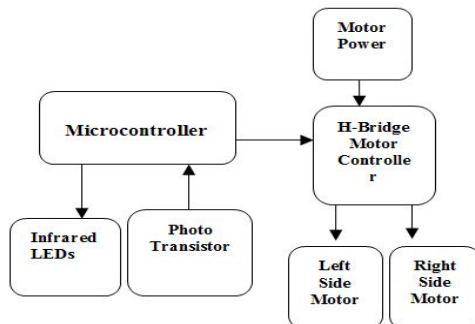 Motor
Power
Microcontroller
H-Bridge
Motor
Controlle
r
Infrared
LEDs
Photo
Transistor
Left
Side
Motor
Right
Side
Motor